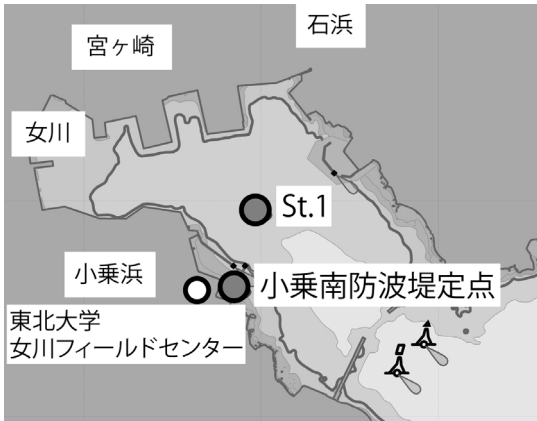 石浜
宮ヶ崎
女川
St.1
小乗浜
小乗南防波堤定点
東北大学
女川フィールドセンター